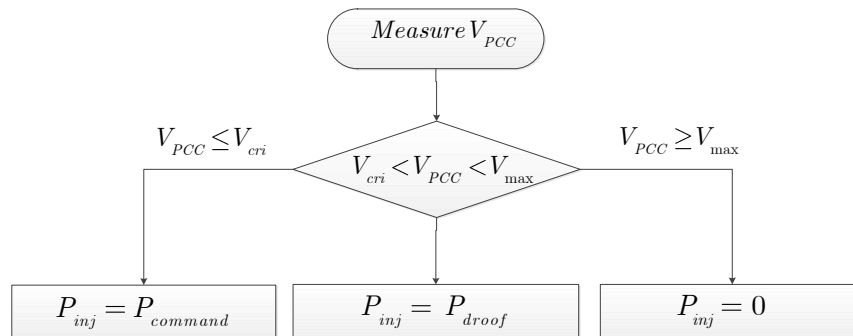 Measure V_PCC
V_PCC ≤ V_cri
V_PCC ≥ V_max
V_cri < V_PCC < V_max
P_inj = P_command
P_inj = P_droof
P_inj = 0